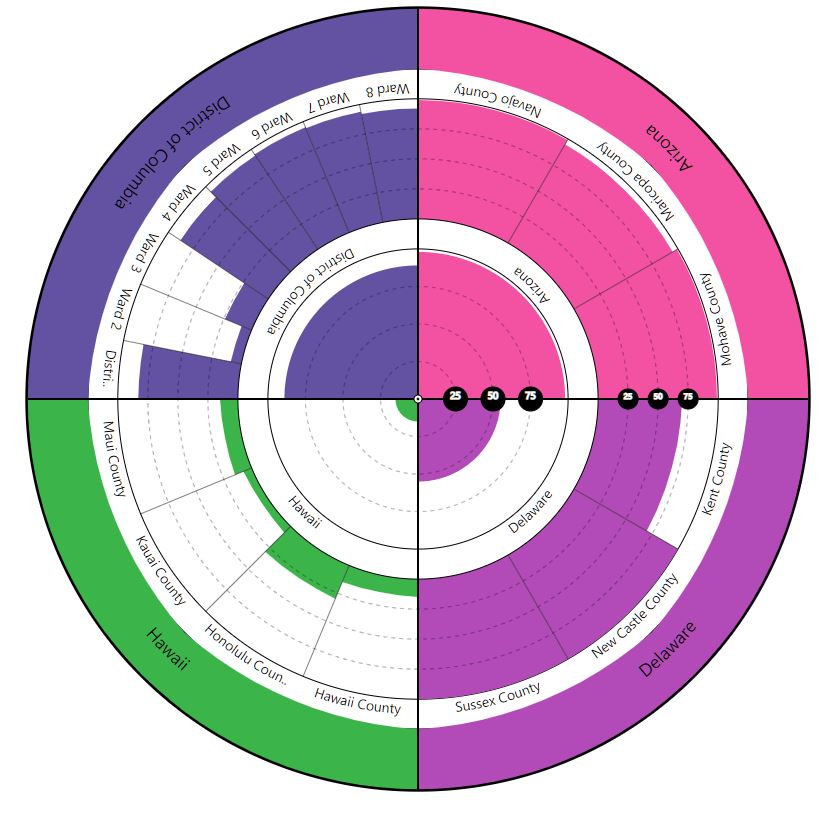 District of Columbia
Arizona
Ward 8
Ward 7
Ward 6
Ward 5
Ward 4
Ward 3
Ward 2
Distri..
Navajo County
Maricopa County
Mohave County
District of Columbia
Arizona
25
50
75
25
50
75
Maui County
Kauai County
Honolulu Coun..
Hawaii County
Hawaii
Delaware
Kent County
New Castle County
Sussex County
Hawaii
Delaware